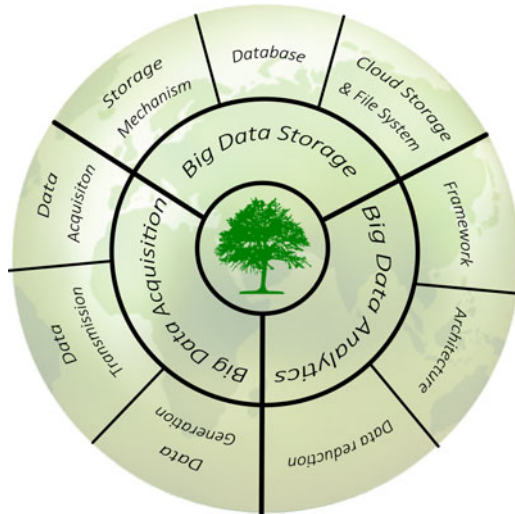 Storage
Mechanism
Database
Cloud Storage
& File System
Framework
Architecture
Data reduction
Data
Generation
Data
Transmission
Data
Acquisiton
Big Data Storage
Big Data Analytics
Big Data Acquisition